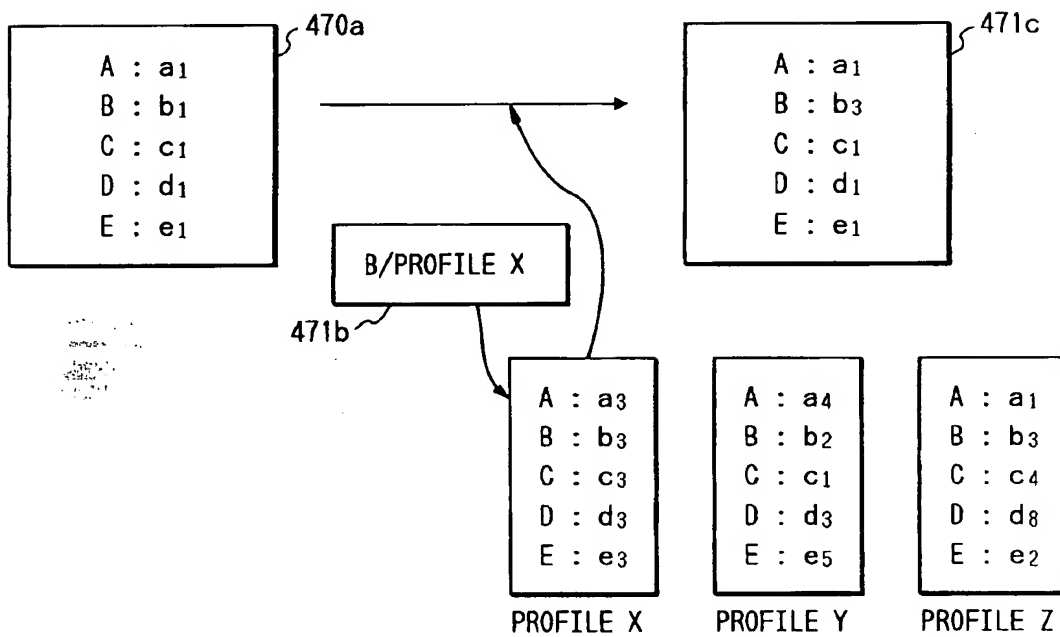 470a
A : a1
B : b1
C : c1
D : d1
E : e1
471c
A : a1
B : b3
C : c1
D : d1
E : e1
B/PROFILE X
471b
A : a3
B : b3
C : c3
D : d3
E : e3
PROFILE X
A : a4
B : b2
C : c1
D : d3
E : e5
PROFILE Y
A : a1
B : b3
C : c4
D : d8
E : e2
PROFILE Z